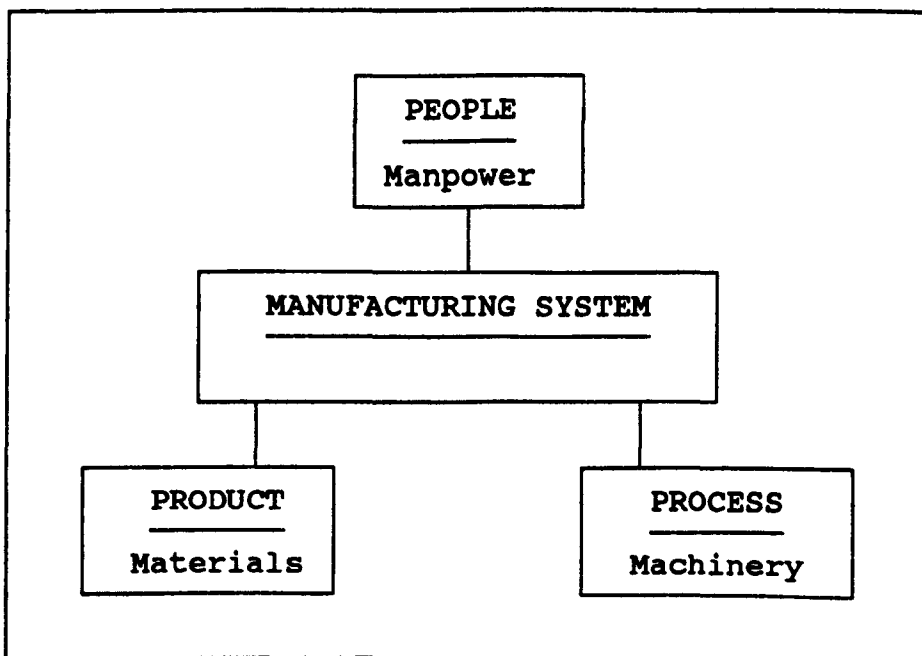 PEOPLE
Manpower
MANUFACTURING SYSTEM
PRODUCT
Materials
PROCESS
Machinery